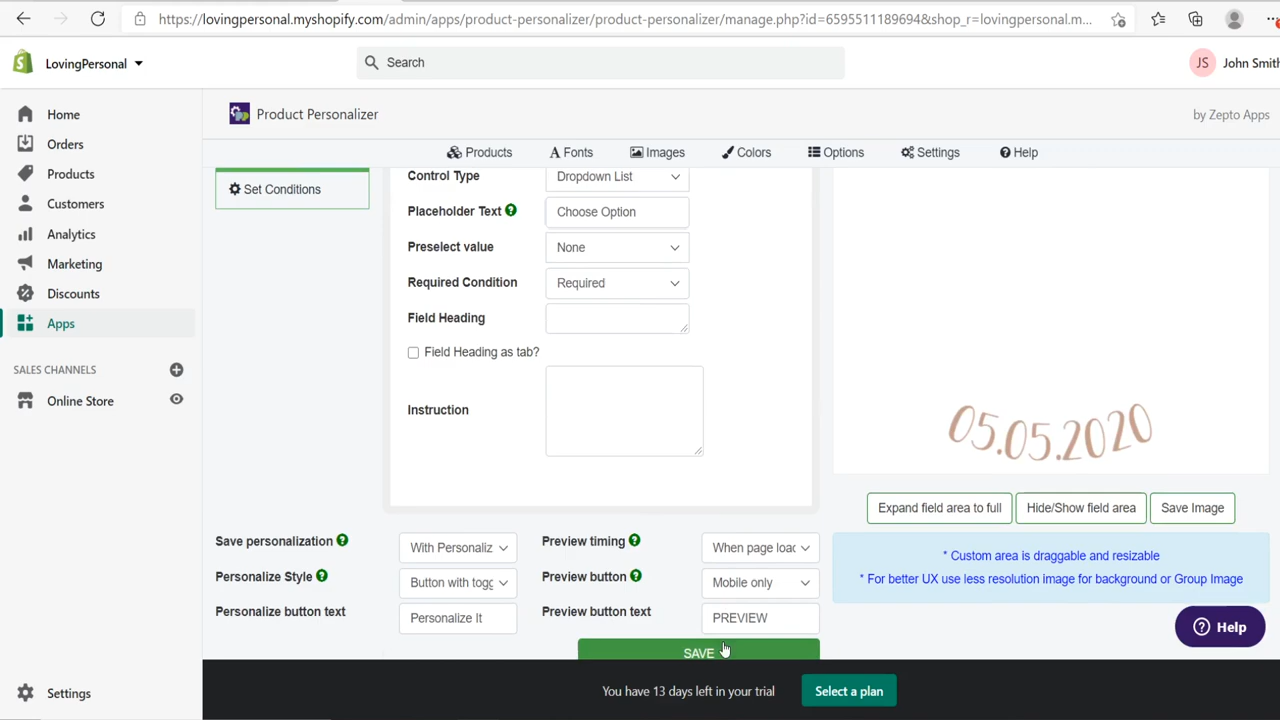 https://lovingpersonal.myshopify.com/admin/apps/product-personalizer/product-personalizer/manage.php?id=6595511189694&shop_r=lovingpersonal.m...
LovingPersonal
Search
JS John Smith
Home
Orders
Products
Customers
Analytics
Marketing
Discounts
Apps
SALES CHANNELS
Online Store
Settings
Product Personalizer
by Zepto Apps
Products Fonts Images Colors Options Settings Help
Set Conditions
Control Type Dropdown List
Placeholder Text Choose Option
Preselect value None
Required Condition Required
Field Heading
Field Heading as tab?
Instruction
05.05.2020
Expand field area to full Hide/Show field area Save Image
* Custom area is draggable and resizable
* For better UX use less resolution image for background or Group Image
Save personalization With Personaliz
Preview timing When page loac
Personalize Style Button with togg
Preview button Mobile only
Personalize button text Personalize It
Preview button text PREVIEW
SAVE
Help
You have 13 days left in your trial Select a plan